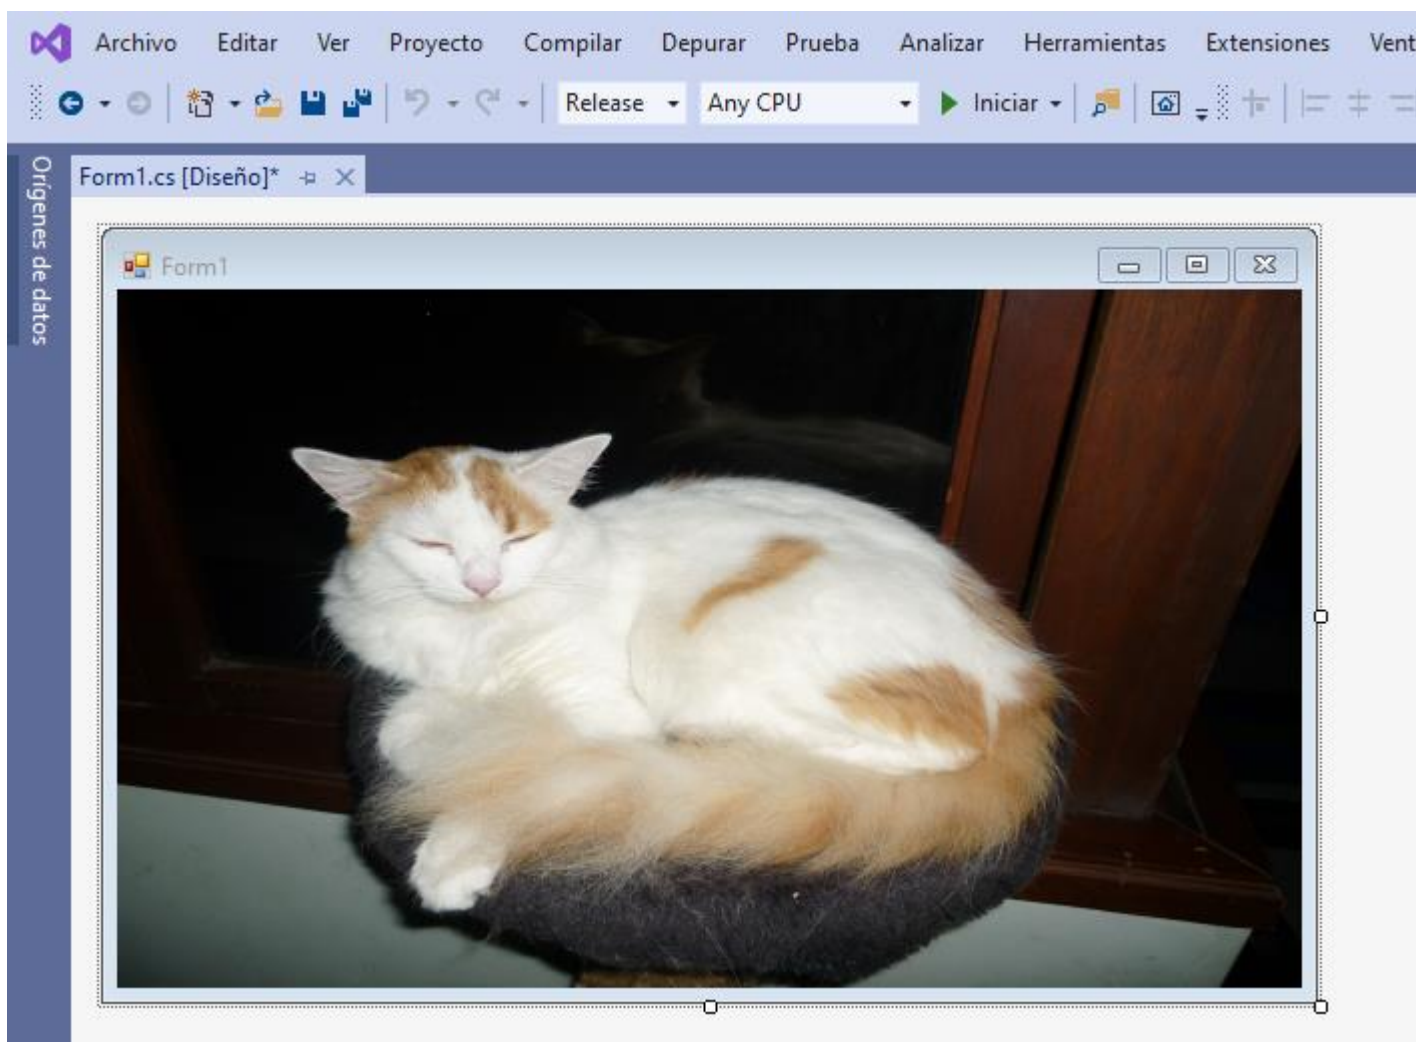 Archivo Editar Ver Proyecto Compilar Depurar Prueba Analizar Herramientas Extensiones Vent
Release Any CPU Iniciar
Orígenes de datos
Form1.cs [Diseño]*
Form1